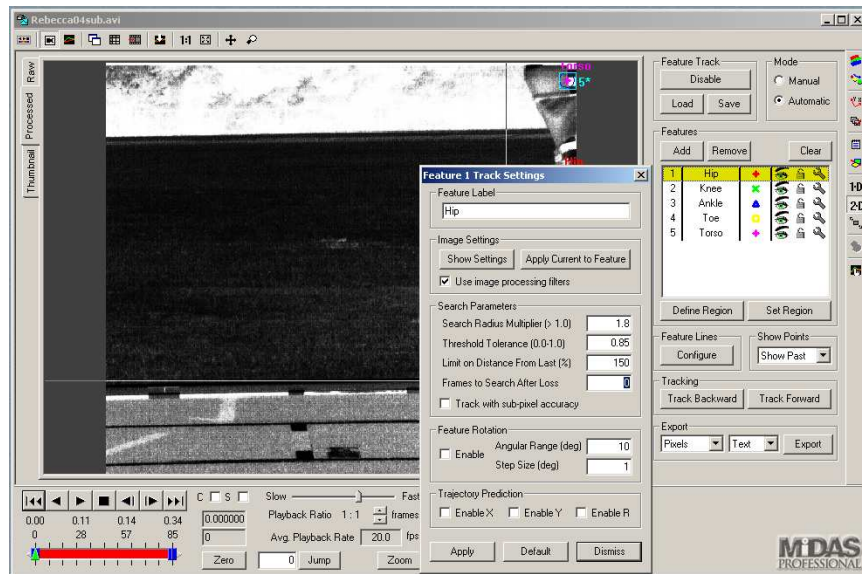 Rebecca04sub.avi
1:1
Raw
Processed
Thumbnail
Torso
5*
Hip
Feature Track
Disable
Load Save
Mode
Manual
Automatic
Features
Add Remove Clear
1 Hip
2 Knee
3 Ankle
4 Toe
5 Torso
Define Region Set Region
Feature Lines
Configure
Show Points
Show Past
Tracking
Track Backward Track Forward
Export
Pixels Text Export
1-D
2-D
Feature 1 Track Settings
Feature Label
Hip
Image Settings
Show Settings Apply Current to Feature
Use image processing filters
Search Parameters
Search Radius Multiplier (> 1.0) 1.8
Threshold Tolerance (0.0-1.0) 0.85
Limit on Distance From Last (%) 150
Frames to Search After Loss 0
Track with sub-pixel accuracy
Feature Rotation
Enable
Angular Range (deg) 10
Step Size (deg) 1
Trajectory Prediction
Enable X Enable Y Enable R
Apply Default Dismiss
C S Slow Fast
0.00 0.11 0.14 0.34
0 28 57 85
0.000000
0
Playback Ratio 1 : 1 frames
Avg. Playback Rate 20.0 fps
Zero 0 Jump Zoom
MiDAS
PROFESSIONAL